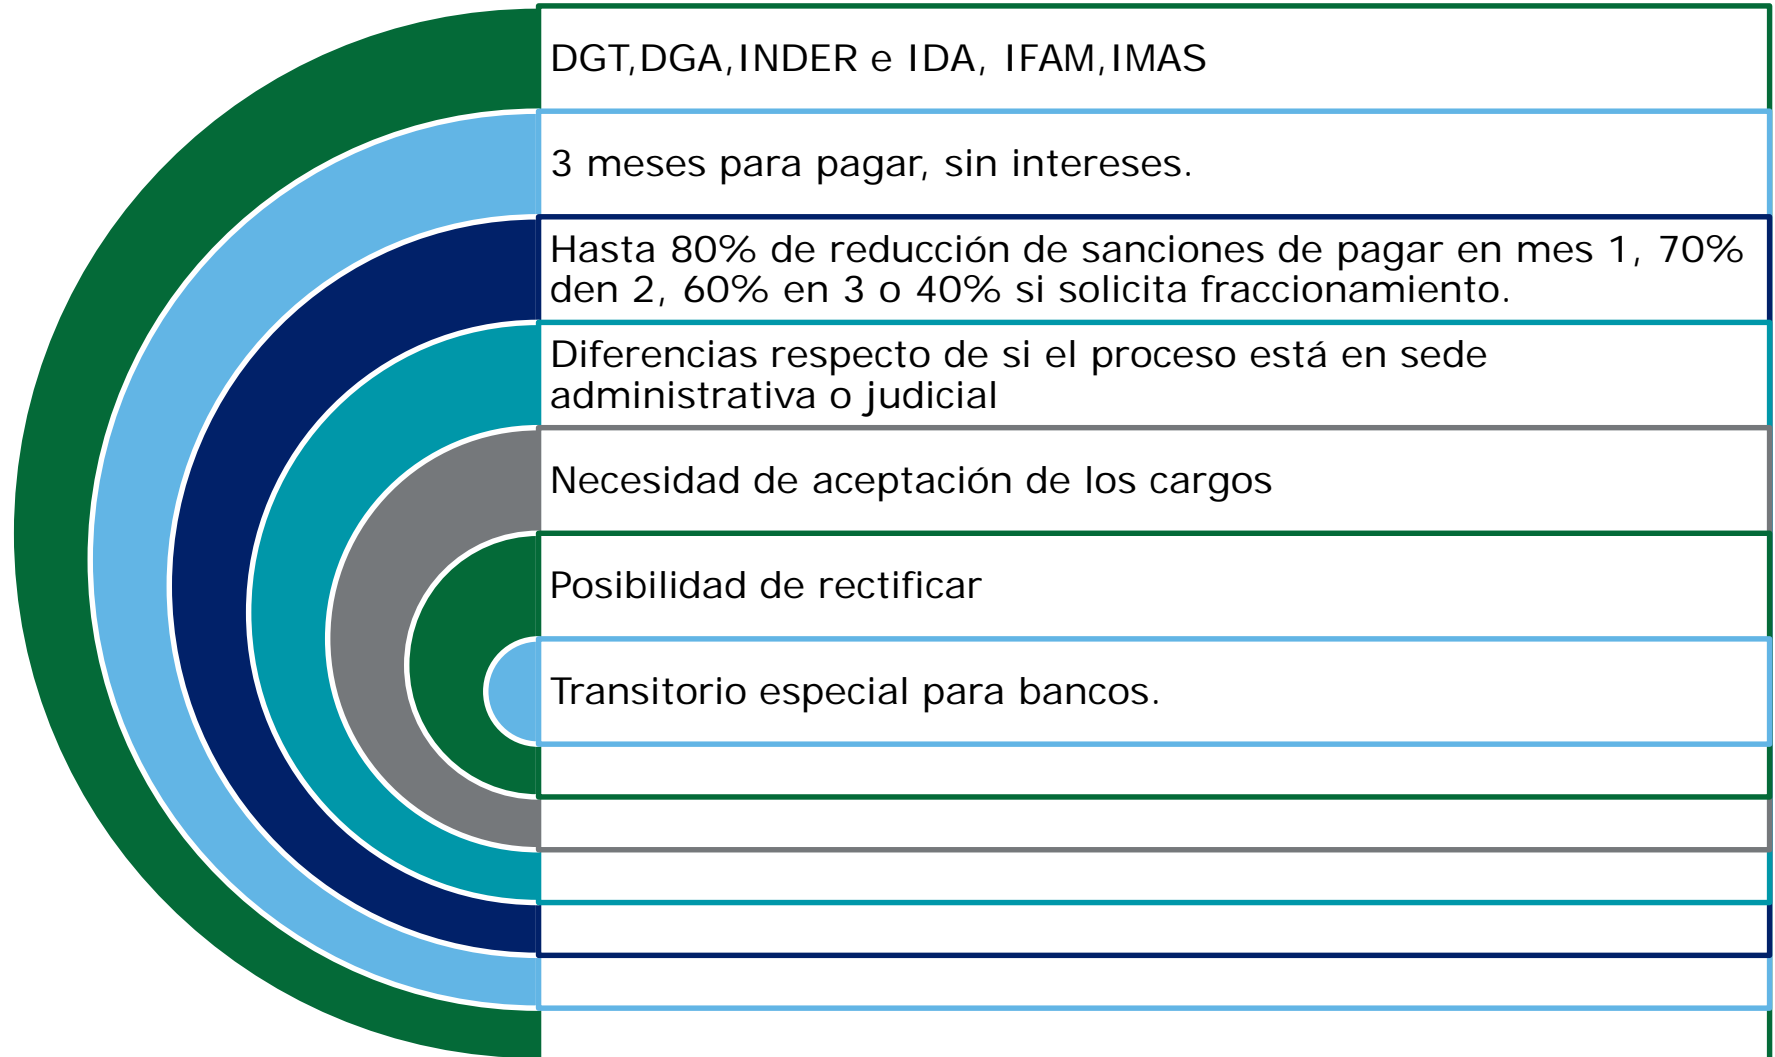 DGT,DGA,INDER e IDA, IFAM,IMAS
3 meses para pagar, sin intereses.
Hasta 80% de reducción de sanciones de pagar en mes 1, 70%
den 2, 60% en 3 o 40% si solicita fraccionamiento.
Diferencias respecto de si el proceso está en sede
administrativa o judicial
Necesidad de aceptación de los cargos
Posibilidad de rectificar
Transitorio especial para bancos.